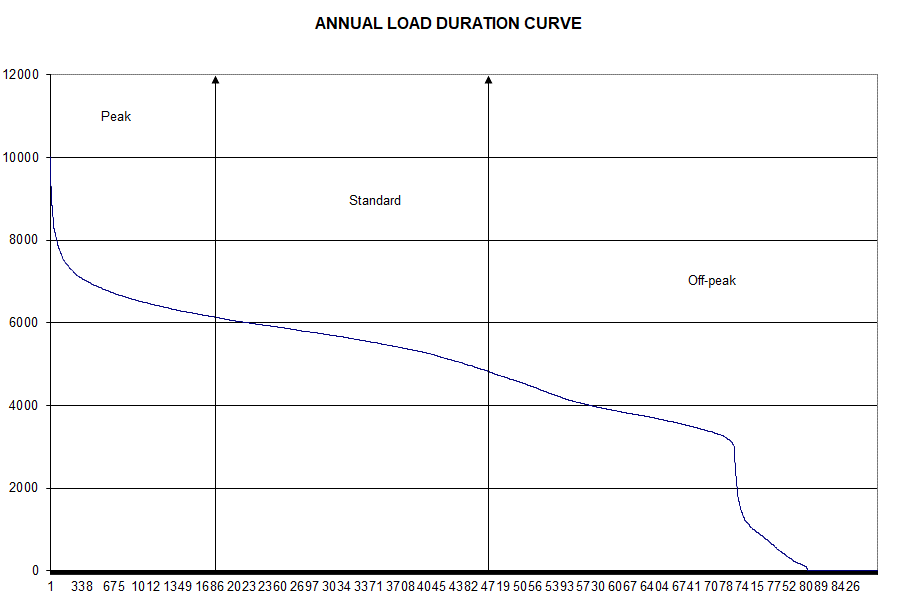 ANNUAL LOAD DURATION CURVE
12000
Peak
10000
Standard
8000
Off-peak
6000
4000
2000
0
1 338 675 1012 1349 1686 2023 2360 2697 3034 3371 3708 4045 4382 4719 5056 5393 5730 6067 6404 6741 7078 7415 7752 8089 8426